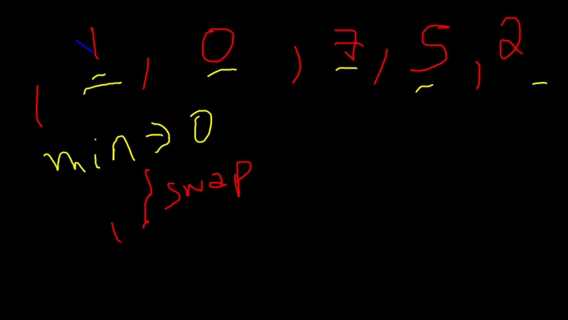 1, 0, 7, 5, 2
min → 0
swap